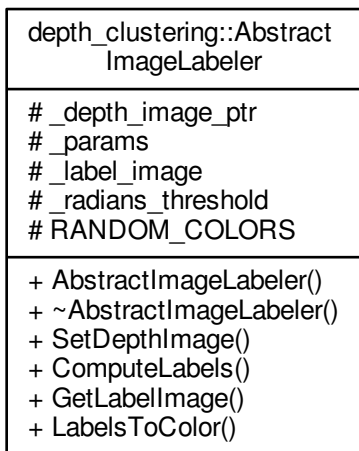 depth_clustering::Abstract
ImageLabeler
# _depth_image_ptr
# _params
# _label_image
# _radians_threshold
# RANDOM_COLORS
+ AbstractImageLabeler()
+ ~AbstractImageLabeler()
+ SetDepthImage()
+ ComputeLabels()
+ GetLabelImage()
+ LabelsToColor()